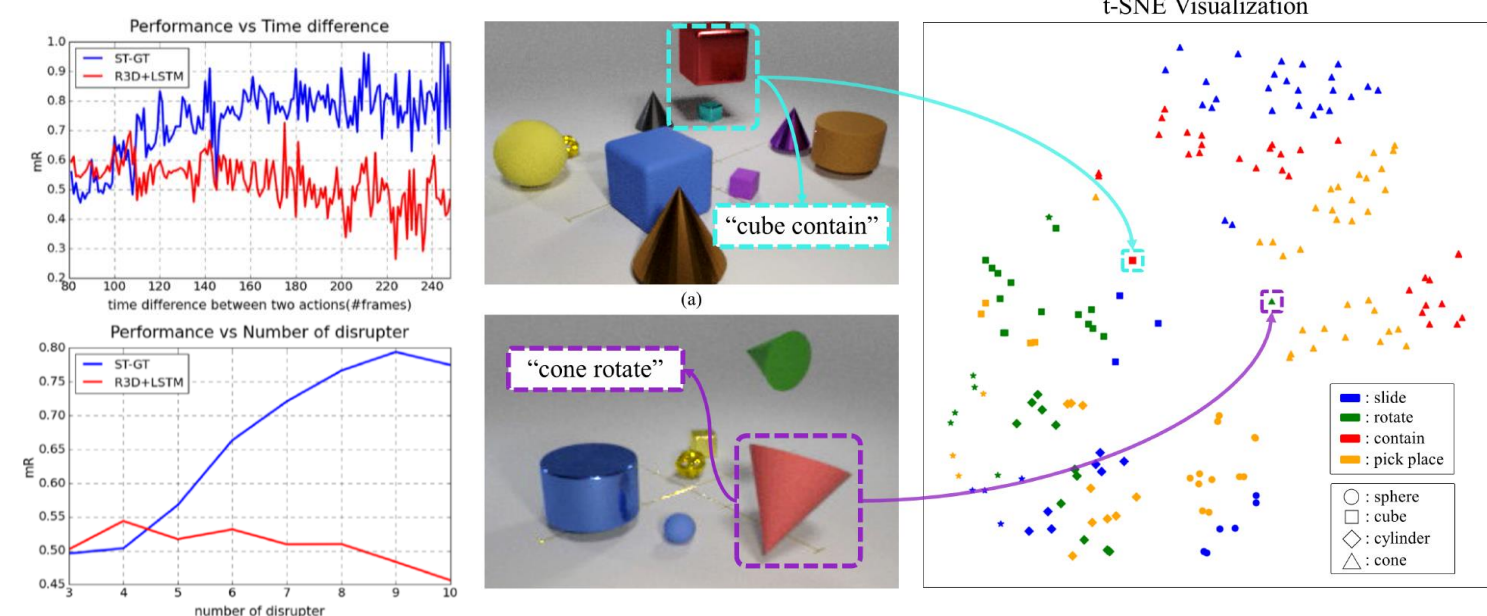 Performance vs Time difference
1.0
0.9
0.8
0.7
0.6
0.5
0.4
0.3
0.2
mR
ST-GT
R3D+LSTM
80 100 120 140 160 180 200 220 240
time difference between two actions(#frames)
Performance vs Number of disrupter
0.80
0.75
0.70
0.65
0.60
0.55
0.50
0.45
mR
ST-GT
R3D+LSTM
3 4 5 6 7 8 9 10
number of disrupter
“cube contain”
(a)
“cone rotate”
t-SNE Visualization
: slide
: rotate
: contain
: pick place
: sphere
: cube
: cylinder
: cone